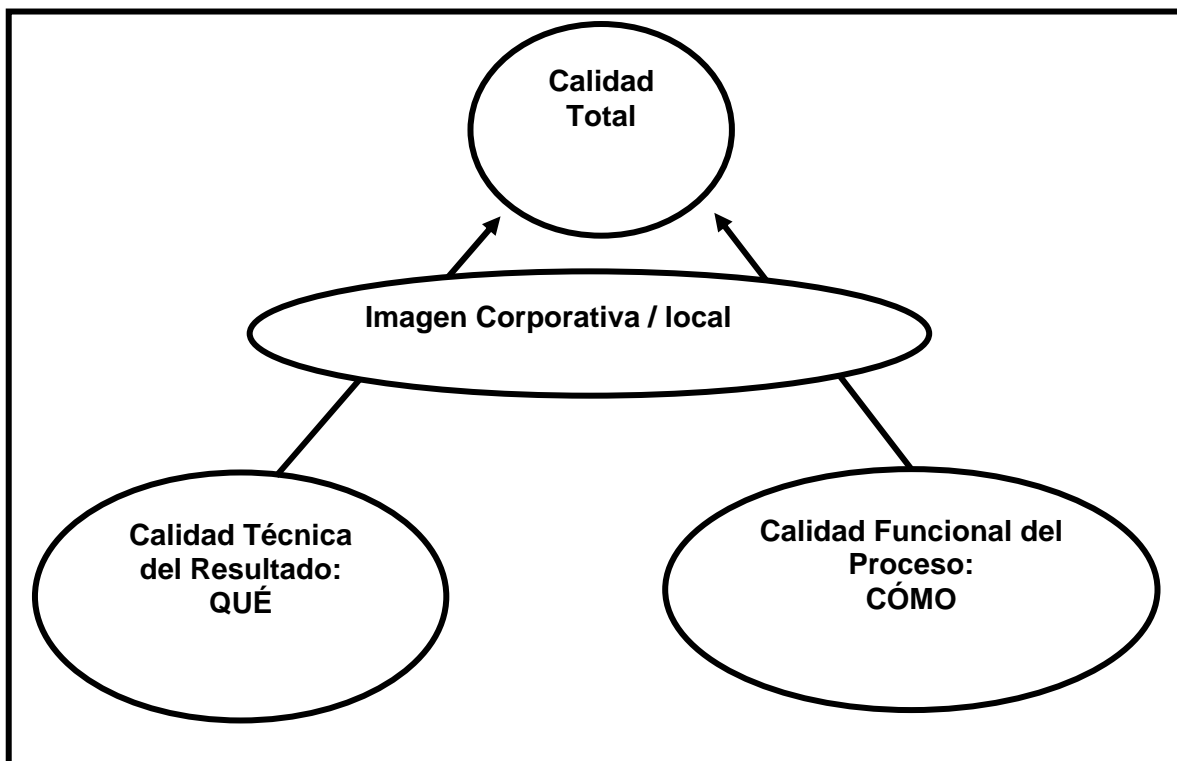 Calidad
Total
Imagen Corporativa / local
Calidad Técnica
del Resultado:
QUÉ
Calidad Funcional del
Proceso:
CÓMO